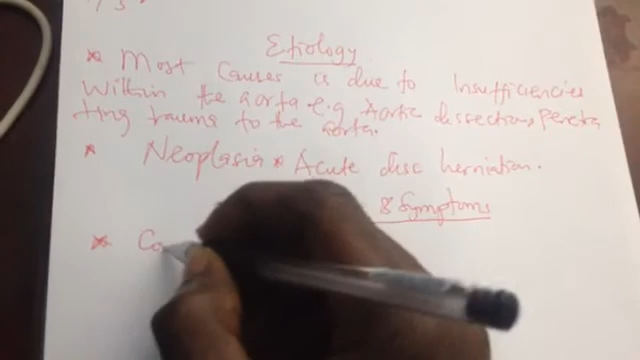 Etiology
* Most Causes is due to Insufficiencies
Within the aorta e.g Aortic dissection, penetra
tting trauma to the aorta.
* Neoplasia * Acute disc herniation.
& Symptoms
* Co